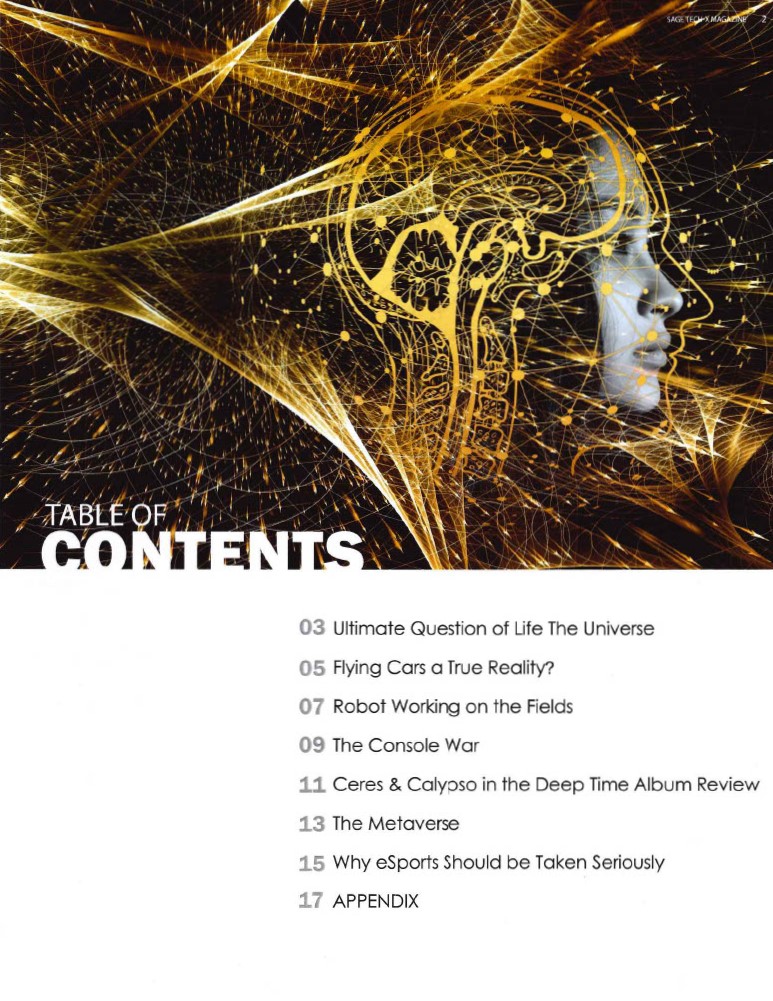 SAGE TECH-X MAGAZINE 2
TABLE OF
CONTENTS
03 Ultimate Question of Life The Universe
05 Flying Cars a True Reality?
07 Robot Working on the Fields
09 The Console War
11 Ceres & Calypso in the Deep Time Album Review
13 The Metaverse
15 Why eSports Should be Taken Seriously
17 APPENDIX